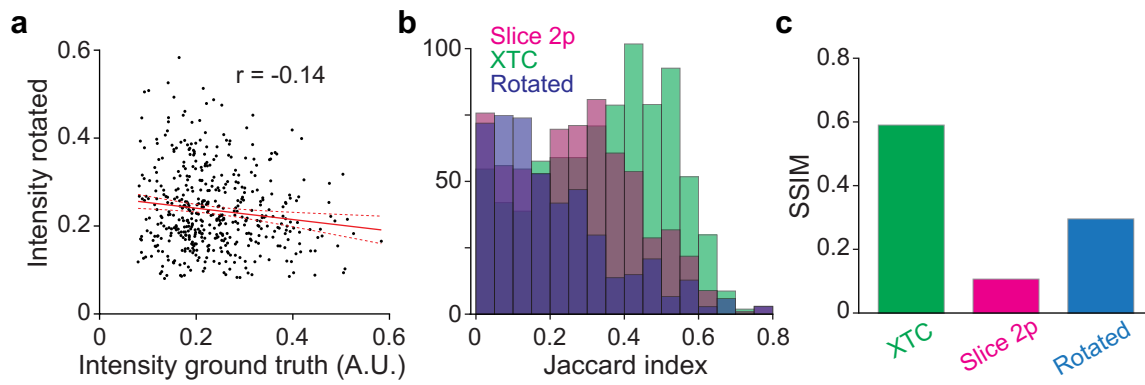 a
Intensity rotated
0.6
0.4
0.2
0
r = -0.14
0
0.2
0.4
0.6
Intensity ground truth (A.U.)
b
Slice 2p
XTC
Rotated
100
50
0
0
0.2
0.4
0.6
0.8
Jaccard index
c
SSIM
0.8
0.6
0.4
0.2
0
XTC
Slice 2p
Rotated